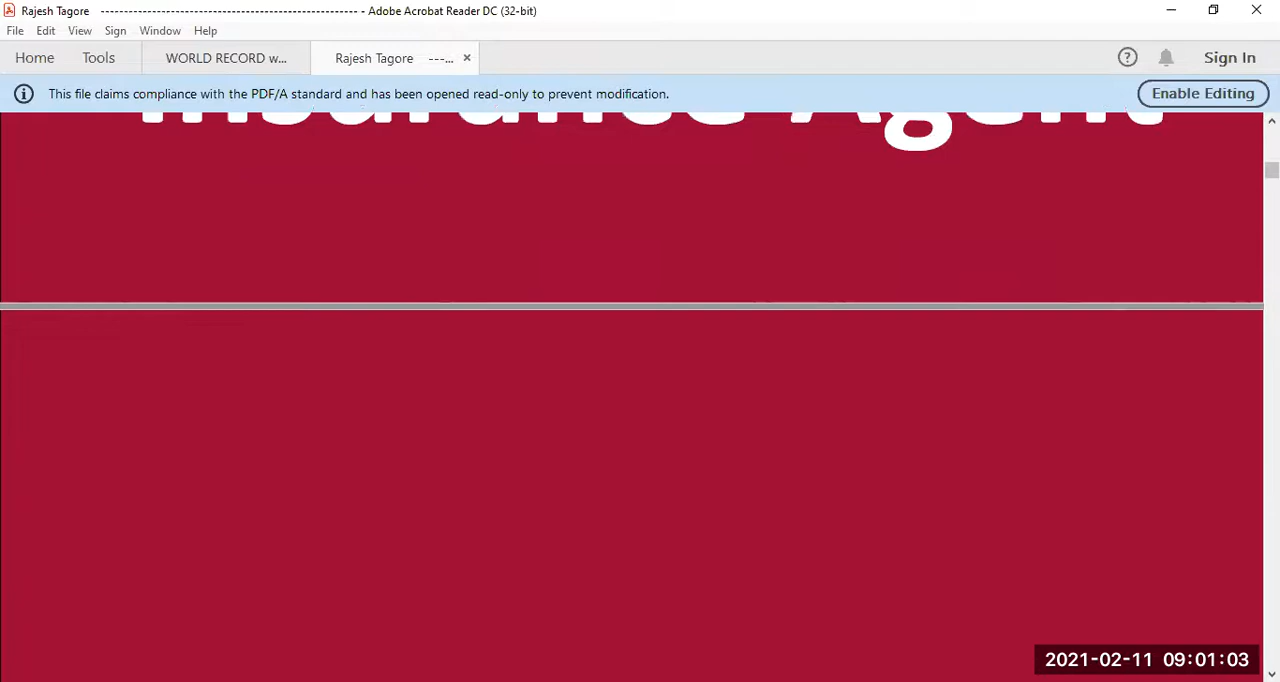 Rajesh Tagore ---------------------------------------------------------- - Adobe Acrobat Reader DC (32-bit)
File Edit View Sign Window Help
Home Tools WORLD RECORD w... Rajesh Tagore ---... × ? Sign In
This file claims compliance with the PDF/A standard and has been opened read-only to prevent modification. Enable Editing
Insurance Agent
2021-02-11 09:01:03